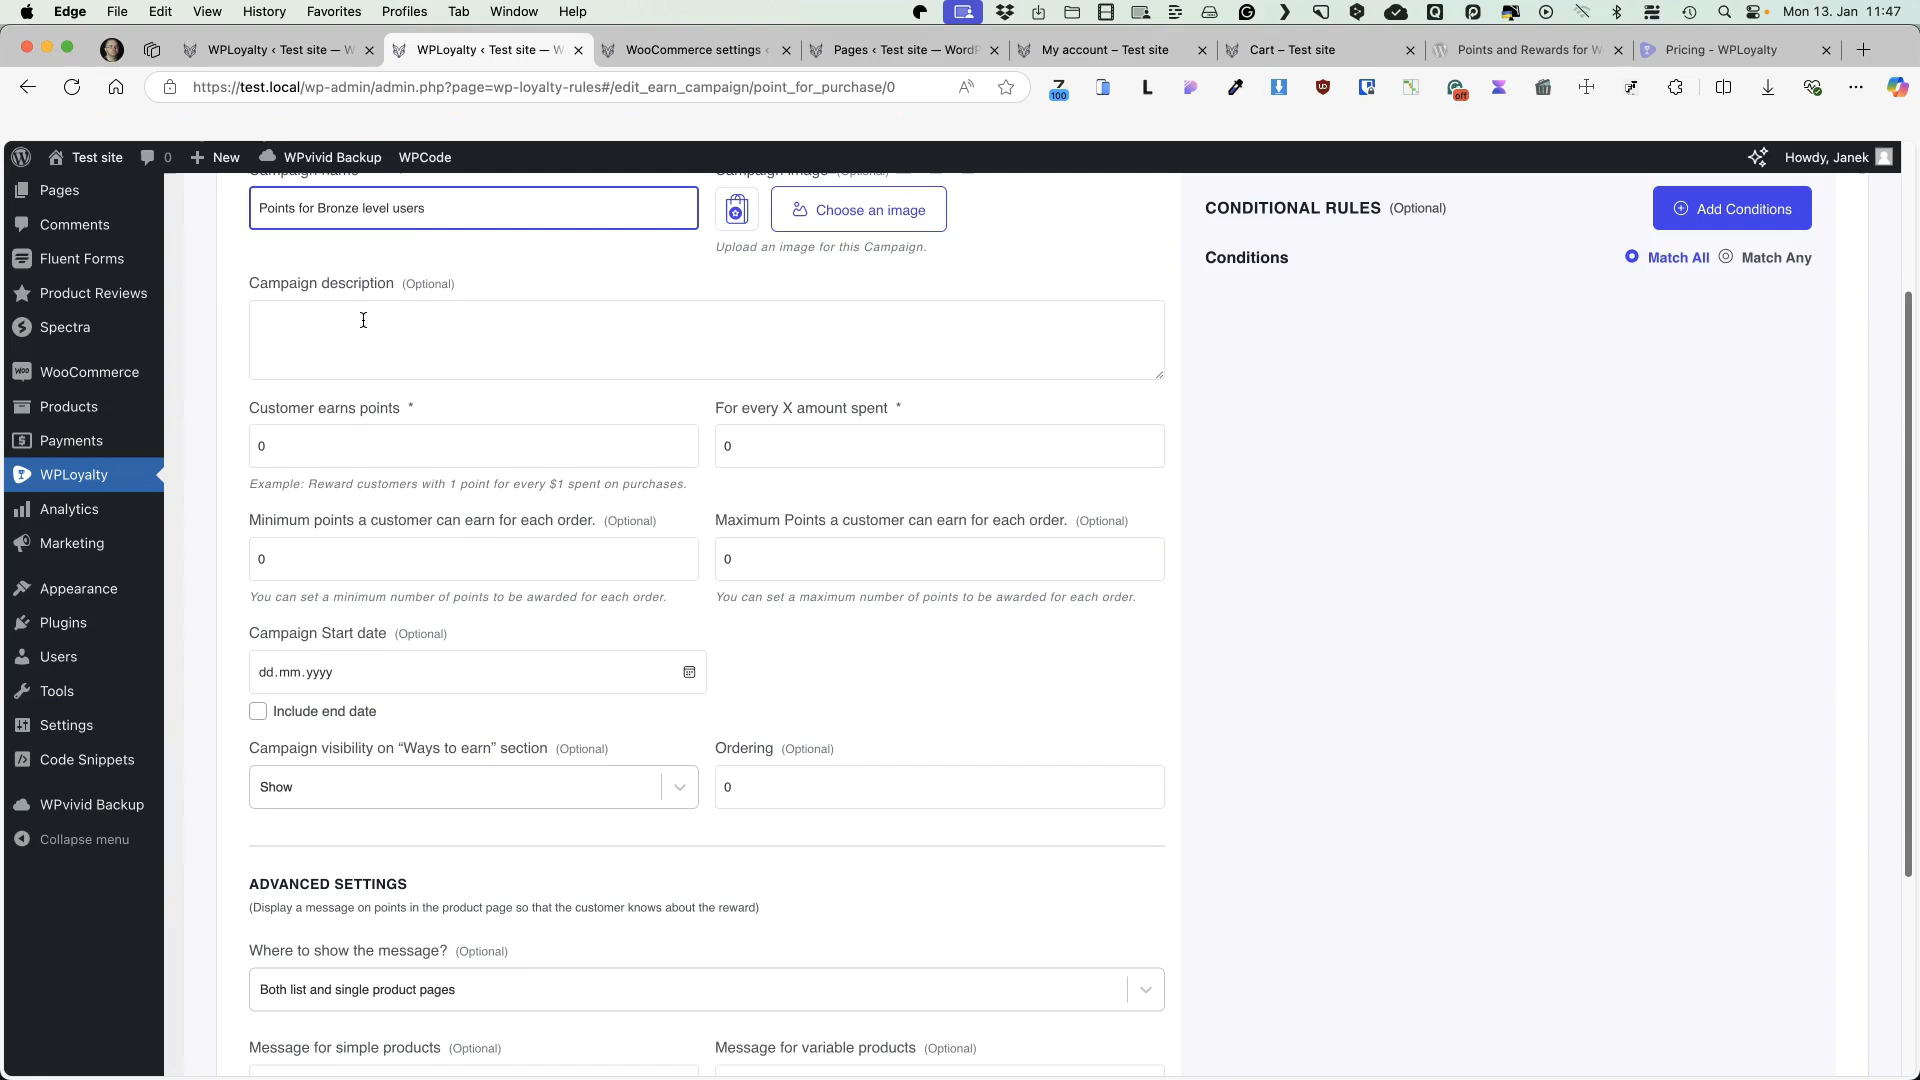 Edge File Edit View History Favorites Profiles Tab Window Help
Mon 13. Jan 11:47
WPLoyalty ‹ Test site — W
WPLoyalty ‹ Test site — W
WooCommerce settings ‹
Pages ‹ Test site — WordP
My account – Test site
Cart – Test site
Points and Rewards for W
Pricing - WPLoyalty
https://test.local/wp-admin/admin.php?page=wp-loyalty-rules#/edit_earn_campaign/point_for_purchase/0
100
off
Test site 0 New WPvivid Backup WPCode
Howdy, Janek
Pages
Comments
Fluent Forms
Product Reviews
Spectra
WooCommerce
Products
Payments
WPLoyalty
Analytics
Marketing
Appearance
Plugins
Users
Tools
Settings
Code Snippets
WPvivid Backup
Collapse menu
Campaign name
Campaign image (Optional)
Points for Bronze level users
Choose an image
Upload an image for this Campaign.
Campaign description (Optional)
Customer earns points *
For every X amount spent *
0
0
Example: Reward customers with 1 point for every $1 spent on purchases.
Minimum points a customer can earn for each order. (Optional)
Maximum Points a customer can earn for each order. (Optional)
0
0
You can set a minimum number of points to be awarded for each order.
You can set a maximum number of points to be awarded for each order.
Campaign Start date (Optional)
dd.mm.yyyy
Include end date
Campaign visibility on “Ways to earn” section (Optional)
Ordering (Optional)
Show
0
ADVANCED SETTINGS
(Display a message on points in the product page so that the customer knows about the reward)
Where to show the message? (Optional)
Both list and single product pages
Message for simple products (Optional)
Message for variable products (Optional)
CONDITIONAL RULES (Optional)
Add Conditions
Conditions
Match All
Match Any